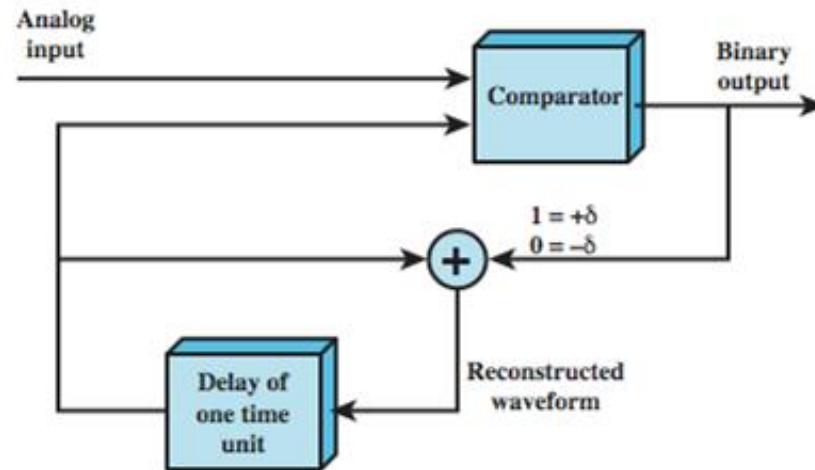 Analog
input
Comparator
Binary
output
1 = +δ
0 = –δ
+
Delay of
one time
unit
Reconstructed
waveform